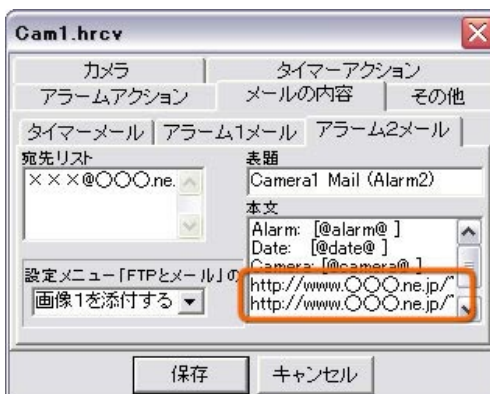 Cam1.hrcv
カメラ
タイマーアクション
アラームアクション
メールの内容
その他
タイマーメール
アラーム1メール
アラーム2メール
宛先リスト
×××@〇〇〇.ne.
設定メニュー「FTPとメール」の
画像1を添付する
表題
Camera1 Mail (Alarm2)
本文
Alarm: [@alarm@ ]
Date: [@date@ ]
Camera: [@camera@ ]
http://www.〇〇〇.ne.jp/~
http://www.〇〇〇.ne.jp/~
保存
キャンセル